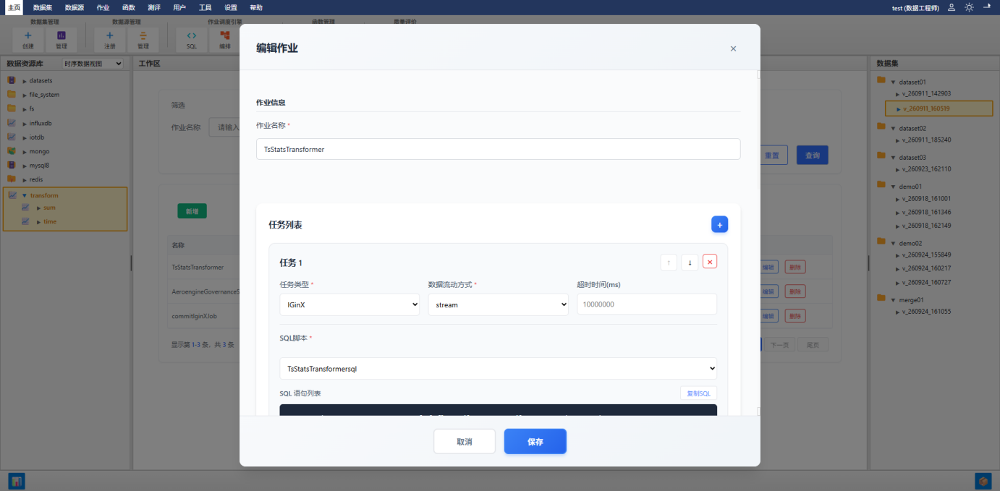 主页 数据集 数据源 作业 函数 测评 用户 工具 设置 帮助 test (数据工程师)
数据集管理 数据源管理 作业调度引擎 函数管理 质量评价
创建 管理 注册 管理 SQL 编排
数据资源库 时序数据视图
datasets
file_system
fs
influxdb
iotdb
mongo
mysql8
redis
transform
sum
time
工作区
筛选
作业名称 请输入
重置 查询
新增
名称
TsStatsTransformer 编辑 删除
AeroengineGovernanceS 编辑 删除
commitIginXJob 编辑 删除
显示第 1-3 条，共 3 条 下一页 尾页
编辑作业 ×
作业信息
作业名称 *
TsStatsTransformer
任务列表 +
任务 1 ↑ ↓ ×
任务类型 * 数据流动方式 * 超时时间(ms)
IGinX stream 10000000
SQL脚本 *
TsStatsTransformersql
SQL 语句列表 复制SQL
取消 保存
数据集
dataset01
v_260911_142903
v_260911_160519
dataset02
v_260911_185240
dataset03
v_260923_162110
demo01
v_260918_161001
v_260918_161346
v_260918_162149
demo02
v_260924_155849
v_260924_160217
v_260924_160727
merge01
v_260924_161055